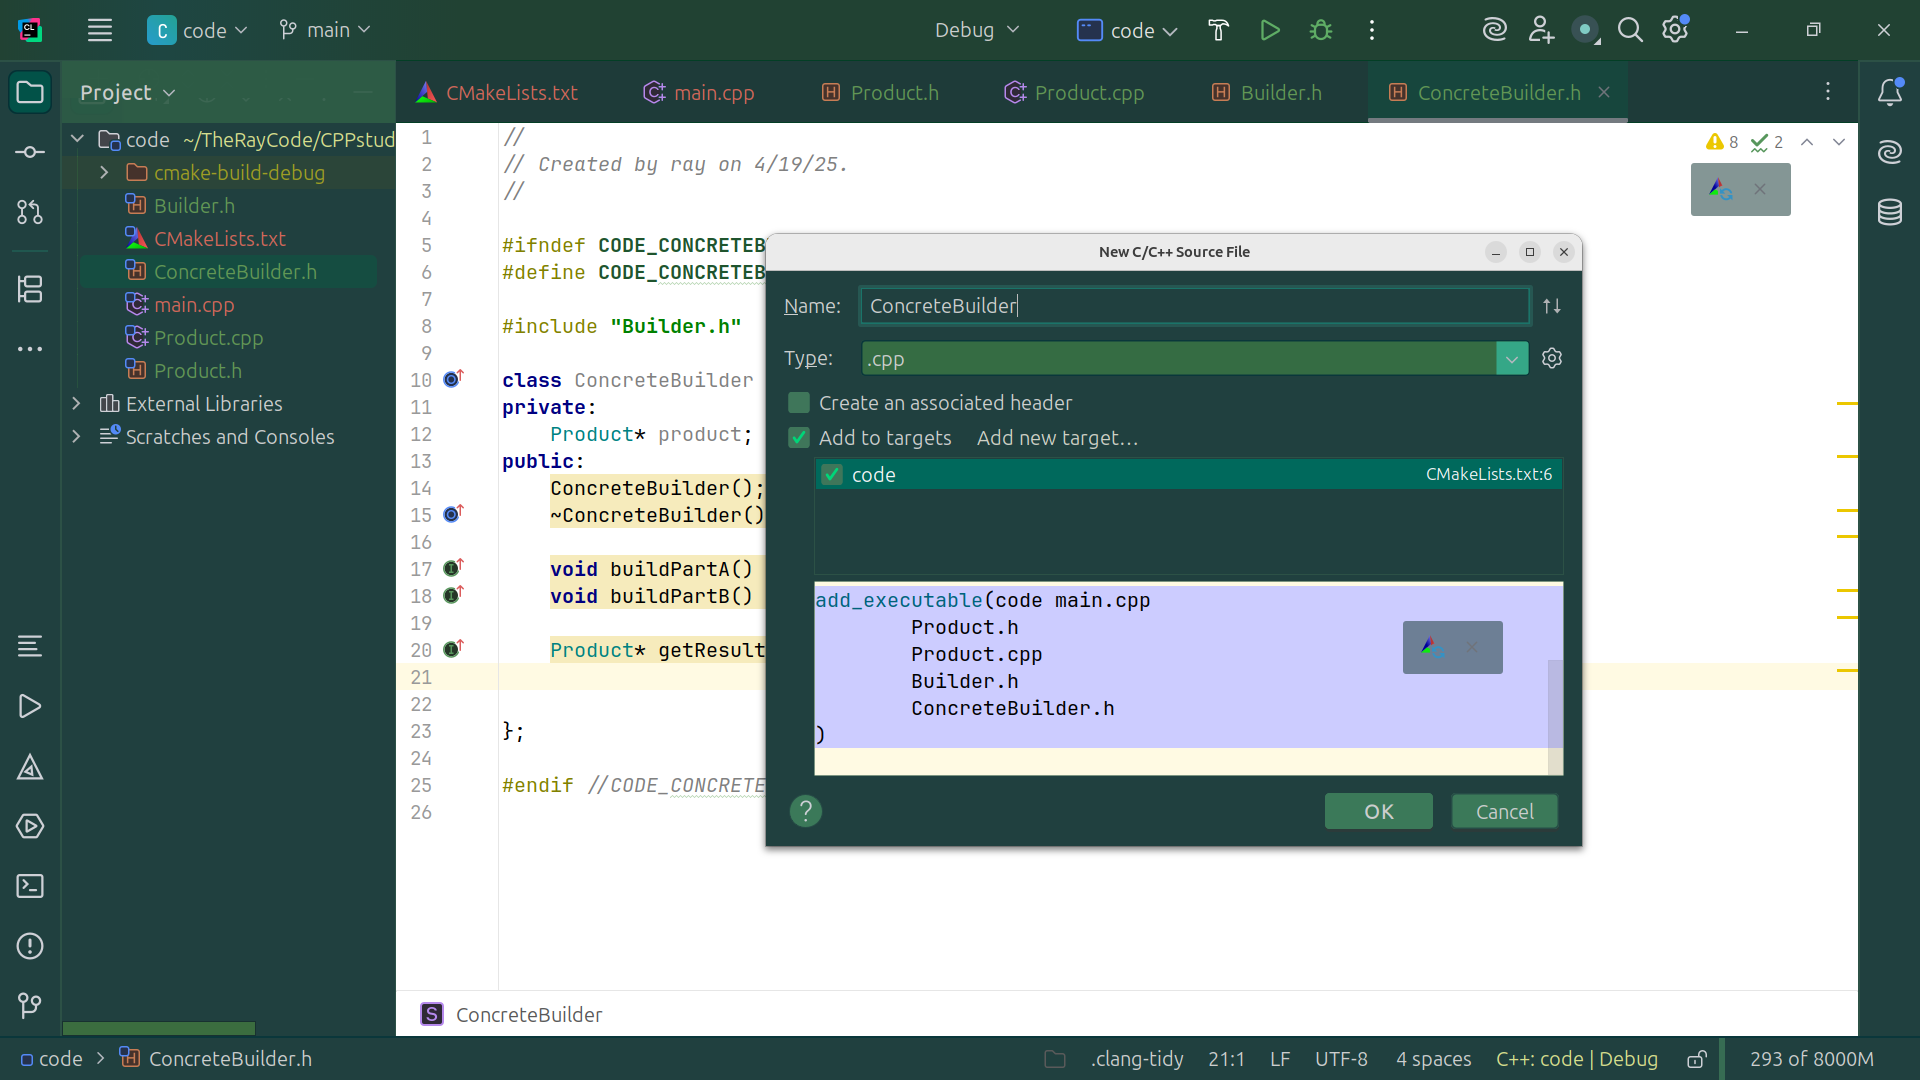 CL
C code
main
Debug
code
Project
CMakeLists.txt
main.cpp
Product.h
Product.cpp
Builder.h
ConcreteBuilder.h
code ~/TheRayCode/CPPstud
cmake-build-debug
Builder.h
CMakeLists.txt
ConcreteBuilder.h
main.cpp
Product.cpp
Product.h
External Libraries
Scratches and Consoles
8 2
1 //
2 // Created by ray on 4/19/25.
3 //
4
5 #ifndef CODE_CONCRETEB
6 #define CODE_CONCRETEB
7
8 #include "Builder.h"
9
10 class ConcreteBuilder
11 private:
12 Product* product;
13 public:
14 ConcreteBuilder();
15 ~ConcreteBuilder()
16
17 void buildPartA()
18 void buildPartB()
19
20 Product* getResult
21
22
23 };
24
25 #endif //CODE_CONCRETE
26
New C/C++ Source File
Name: ConcreteBuilder
Type: .cpp
Create an associated header
Add to targets Add new target...
code CMakeLists.txt:6
add_executable(code main.cpp
Product.h
Product.cpp
Builder.h
ConcreteBuilder.h
)
? OK Cancel
S ConcreteBuilder
code > ConcreteBuilder.h
.clang-tidy 21:1 LF UTF-8 4 spaces C++: code | Debug 293 of 8000M